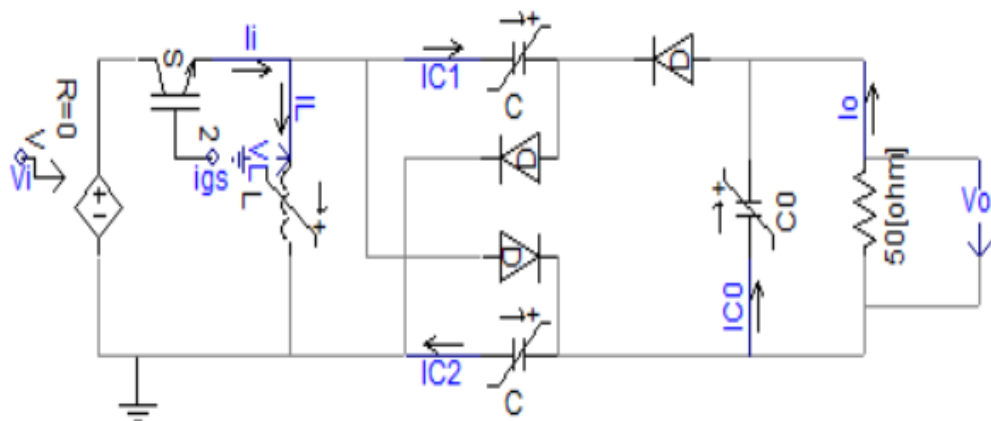 Ii
S
IC1
C
D
R=0
V
Vi
2
igs
IL
VL
L
D
D
C0
Io
50[ohm]
Vo
IC0
IC2
C